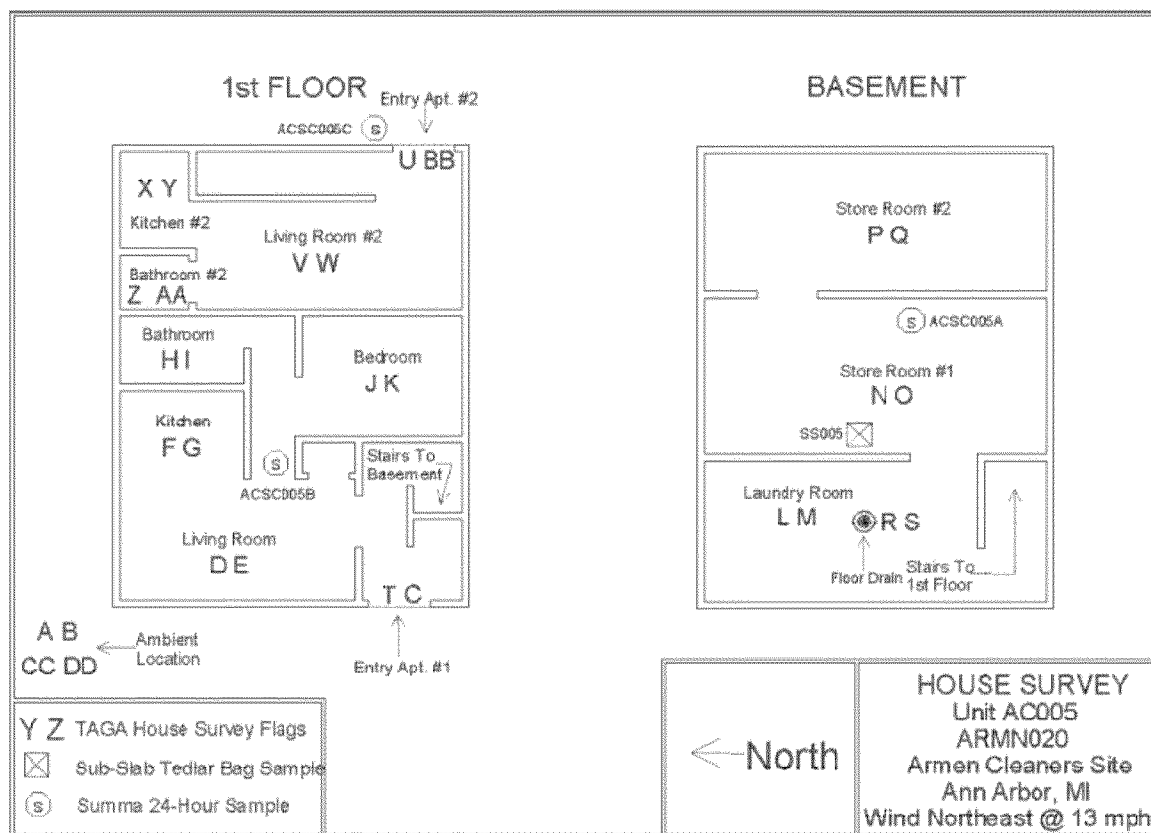 1st FLOOR
BASEMENT
Entry Apt. #2
ACSC005C
S
U BB
X Y
Kitchen #2
Living Room #2
V W
Bathroom #2
Z AA
Bathroom
H I
Bedroom
J K
Kitchen
F G
S
ACSC005B
Stairs To
Basement
Living Room
D E
T C
Entry Apt. #1
A B
CC DD
Ambient
Location
Store Room #2
P Q
S
ACSC005A
Store Room #1
N O
SS005
Laundry Room
L M
R S
Floor Drain
Stairs To
1st Floor
Y Z TAGA House Survey Flags
Sub-Slab Tedlar Bag Sample
S Summa 24-Hour Sample
North
HOUSE SURVEY
Unit AC005
ARMN020
Armen Cleaners Site
Ann Arbor, MI
Wind Northeast @ 13 mph